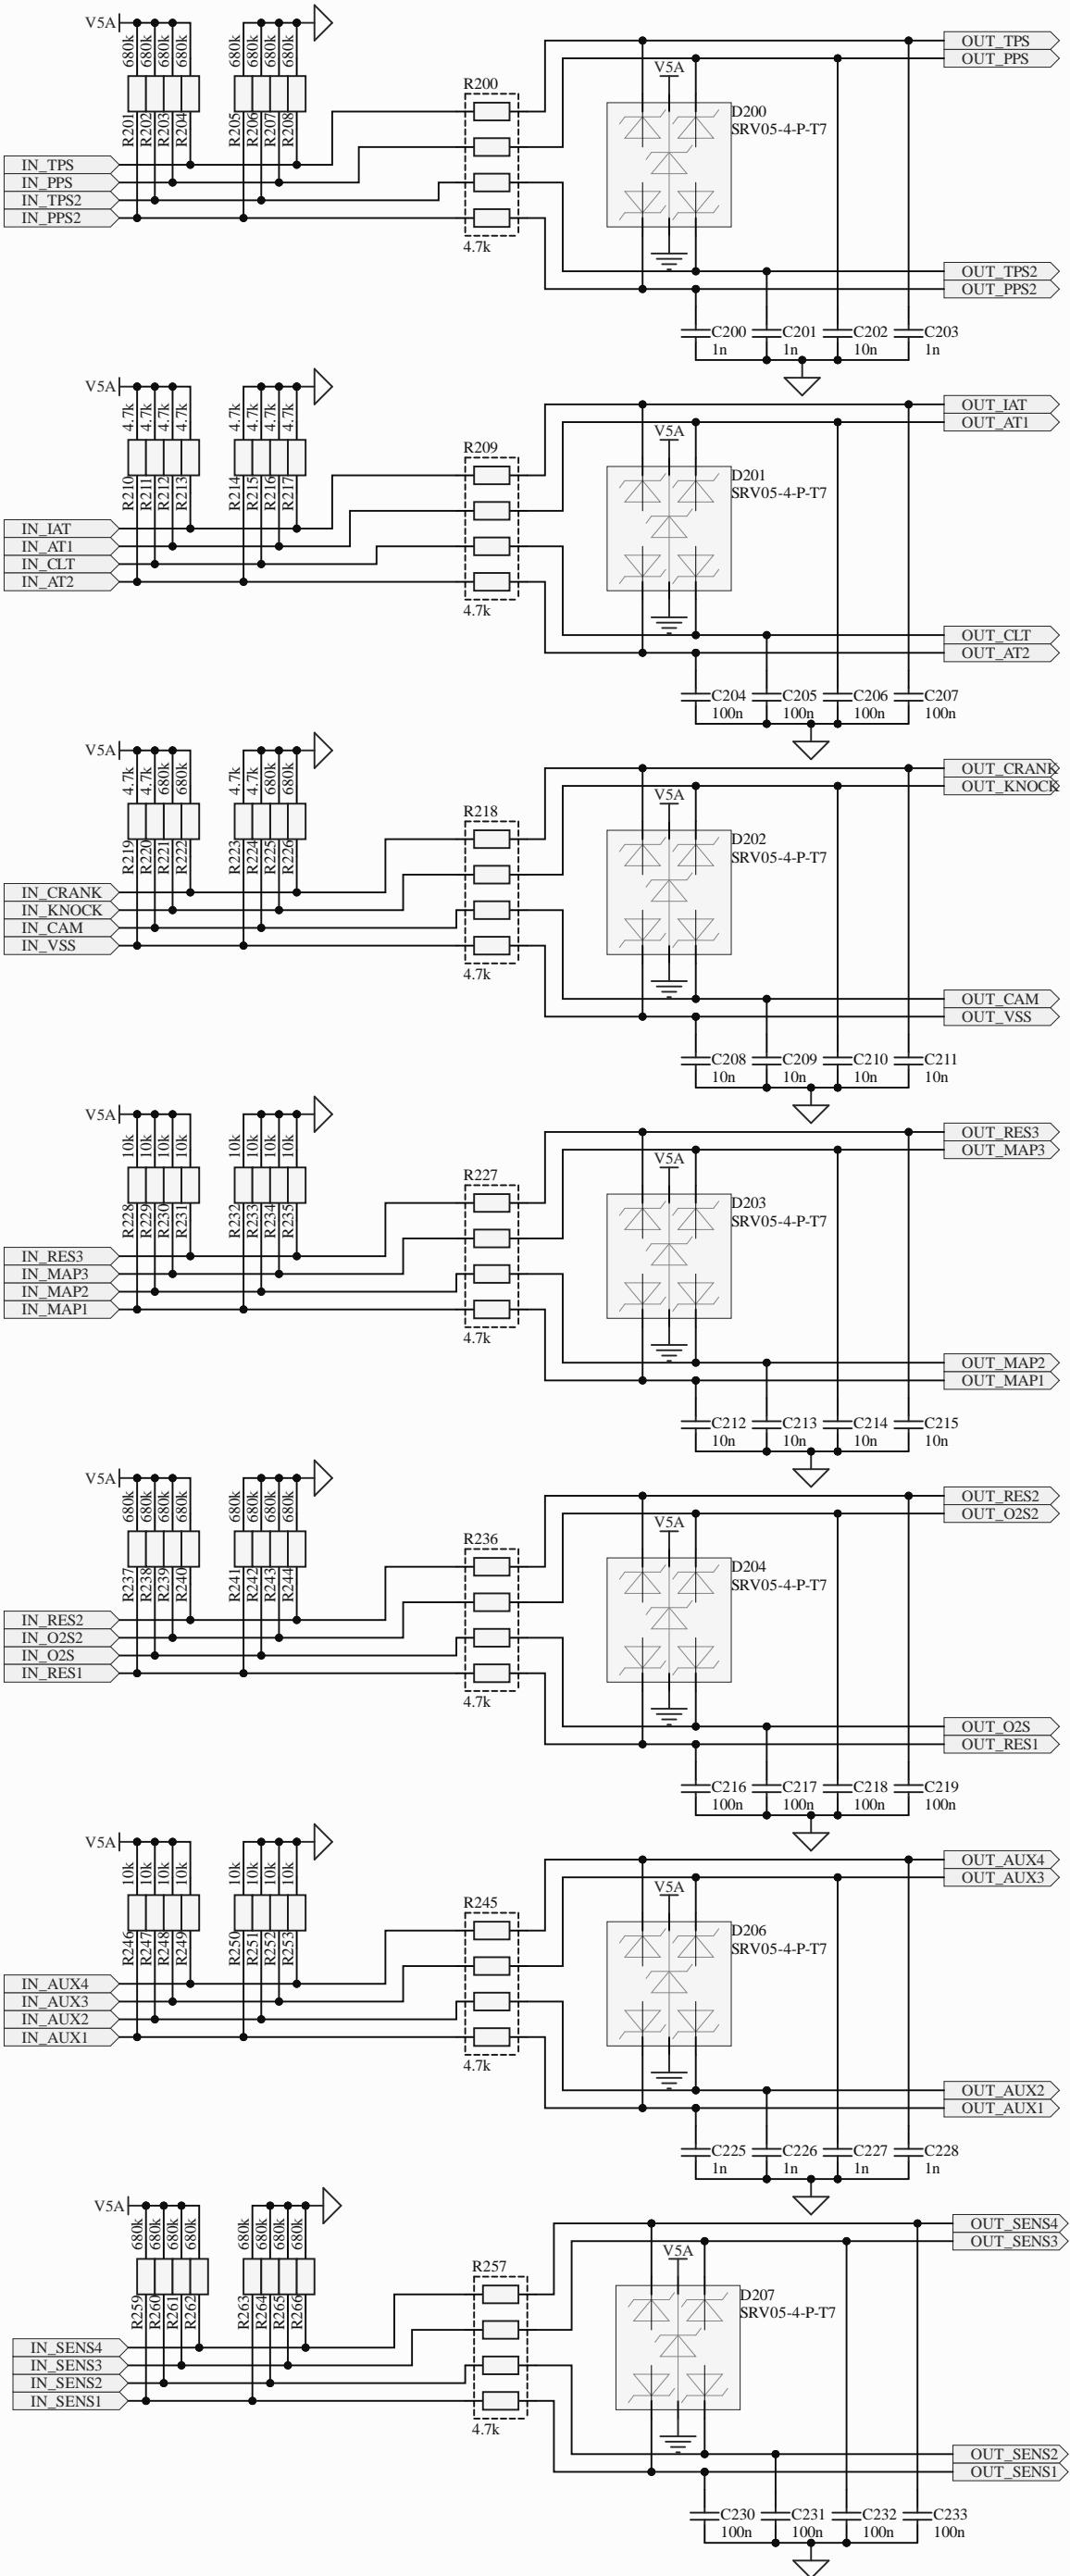 V5A
680k 680k 680k 680k
680k 680k 680k 680k
R201 R202 R203 R204
R205 R206 R207 R208
IN_TPS
IN_PPS
IN_TPS2
IN_PPS2
R200
4.7k
V5A
D200
SRV05-4-P-T7
OUT_TPS
OUT_PPS
OUT_TPS2
OUT_PPS2
C200 C201 C202 C203
1n 1n 10n 1n
V5A
4.7k 4.7k 4.7k 4.7k
4.7k 4.7k 4.7k 4.7k
R210 R211 R212 R213
R214 R215 R216 R217
IN_IAT
IN_AT1
IN_CLT
IN_AT2
R209
4.7k
V5A
D201
SRV05-4-P-T7
OUT_IAT
OUT_AT1
OUT_CLT
OUT_AT2
C204 C205 C206 C207
100n 100n 100n 100n
V5A
4.7k 4.7k 680k 680k
4.7k 4.7k 680k 680k
R219 R220 R221 R222
R223 R224 R225 R226
IN_CRANK
IN_KNOCK
IN_CAM
IN_VSS
R218
4.7k
V5A
D202
SRV05-4-P-T7
OUT_CRANK
OUT_KNOCK
OUT_CAM
OUT_VSS
C208 C209 C210 C211
10n 10n 10n 10n
V5A
10k 10k 10k 10k
10k 10k 10k 10k
R228 R229 R230 R231
R232 R233 R234 R235
IN_RES3
IN_MAP3
IN_MAP2
IN_MAP1
R227
4.7k
V5A
D203
SRV05-4-P-T7
OUT_RES3
OUT_MAP3
OUT_MAP2
OUT_MAP1
C212 C213 C214 C215
10n 10n 10n 10n
V5A
680k 680k 680k 680k
680k 680k 680k 680k
R237 R238 R239 R240
R241 R242 R243 R244
IN_RES2
IN_O2S2
IN_O2S
IN_RES1
R236
4.7k
V5A
D204
SRV05-4-P-T7
OUT_RES2
OUT_O2S2
OUT_O2S
OUT_RES1
C216 C217 C218 C219
100n 100n 100n 100n
V5A
10k 10k 10k 10k
10k 10k 10k 10k
R246 R247 R248 R249
R250 R251 R252 R253
IN_AUX4
IN_AUX3
IN_AUX2
IN_AUX1
R245
4.7k
V5A
D206
SRV05-4-P-T7
OUT_AUX4
OUT_AUX3
OUT_AUX2
OUT_AUX1
C225 C226 C227 C228
1n 1n 1n 1n
V5A
680k 680k 680k 680k
680k 680k 680k 680k
R259 R260 R261 R262
R263 R264 R265 R266
IN_SENS4
IN_SENS3
IN_SENS2
IN_SENS1
R257
4.7k
V5A
D207
SRV05-4-P-T7
OUT_SENS4
OUT_SENS3
OUT_SENS2
OUT_SENS1
C230 C231 C232 C233
100n 100n 100n 100n